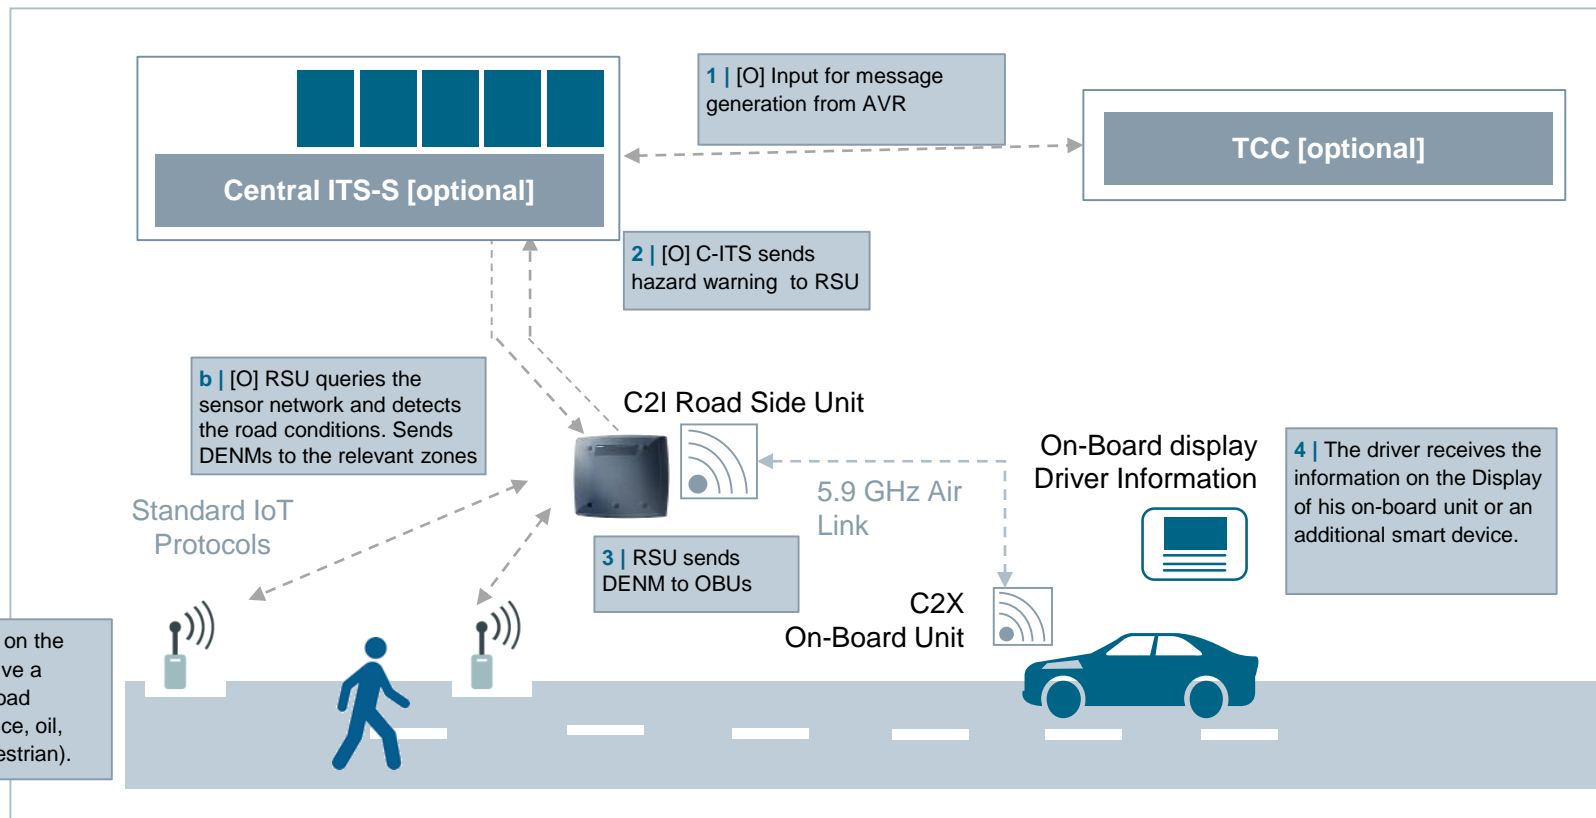 1 | [O] Input for message
generation from AVR
TCC [optional]
Central ITS-S [optional]
2 | [O] C-ITS sends
hazard warning  to RSU
b | [O] RSU queries the
sensor network and detects
the road conditions. Sends
DENMs to the relevant zones
C2I Road Side Unit
On-Board display
Driver Information
4 | The driver receives the
information on the Display
of his on-board unit or an
additional smart device.
Standard IoT
Protocols
5.9 GHz Air
Link
3 | RSU sends
DENM to OBUs
C2X
On-Board Unit
on the
ve a
oad
ce, oil,
estrian).